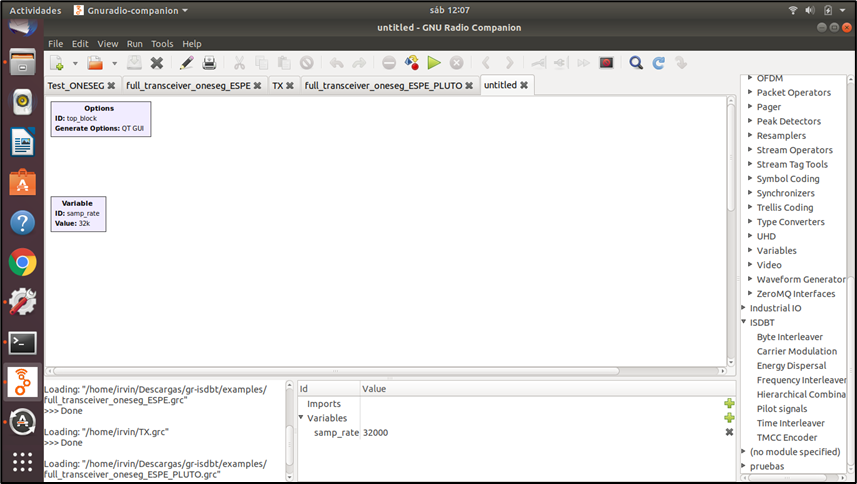 Actividades
Gnuradio-companion
sáb 12:07
untitled - GNU Radio Companion
File Edit View Run Tools Help
Test_ONESEG
full_transceiver_oneseg_ESPE
TX
full_transceiver_oneseg_ESPE_PLUTO
untitled
Options
ID: top_block
Generate Options: QT GUI
Variable
ID: samp_rate
Value: 32k
OFDM
Packet Operators
Pager
Peak Detectors
Resamplers
Stream Operators
Stream Tag Tools
Symbol Coding
Synchronizers
Trellis Coding
Type Converters
UHD
Variables
Video
Waveform Generator
ZeroMQ Interfaces
Industrial IO
ISDBT
Byte Interleaver
Carrier Modulation
Energy Dispersal
Frequency Interleaver
Hierarchical Combina
Pilot signals
Time Interleaver
TMCC Encoder
(no module specified)
pruebas
Loading: "/home/irvin/Descargas/gr-isdbt/examples/
full_transceiver_oneseg_ESPE.grc"
>>> Done
Loading: "/home/irvin/TX.grc"
>>> Done
Loading: "/home/irvin/Descargas/gr-isdbt/examples/
full_transceiver_oneseg_ESPE_PLUTO.grc"
Id Value
Imports
Variables
samp_rate 32000